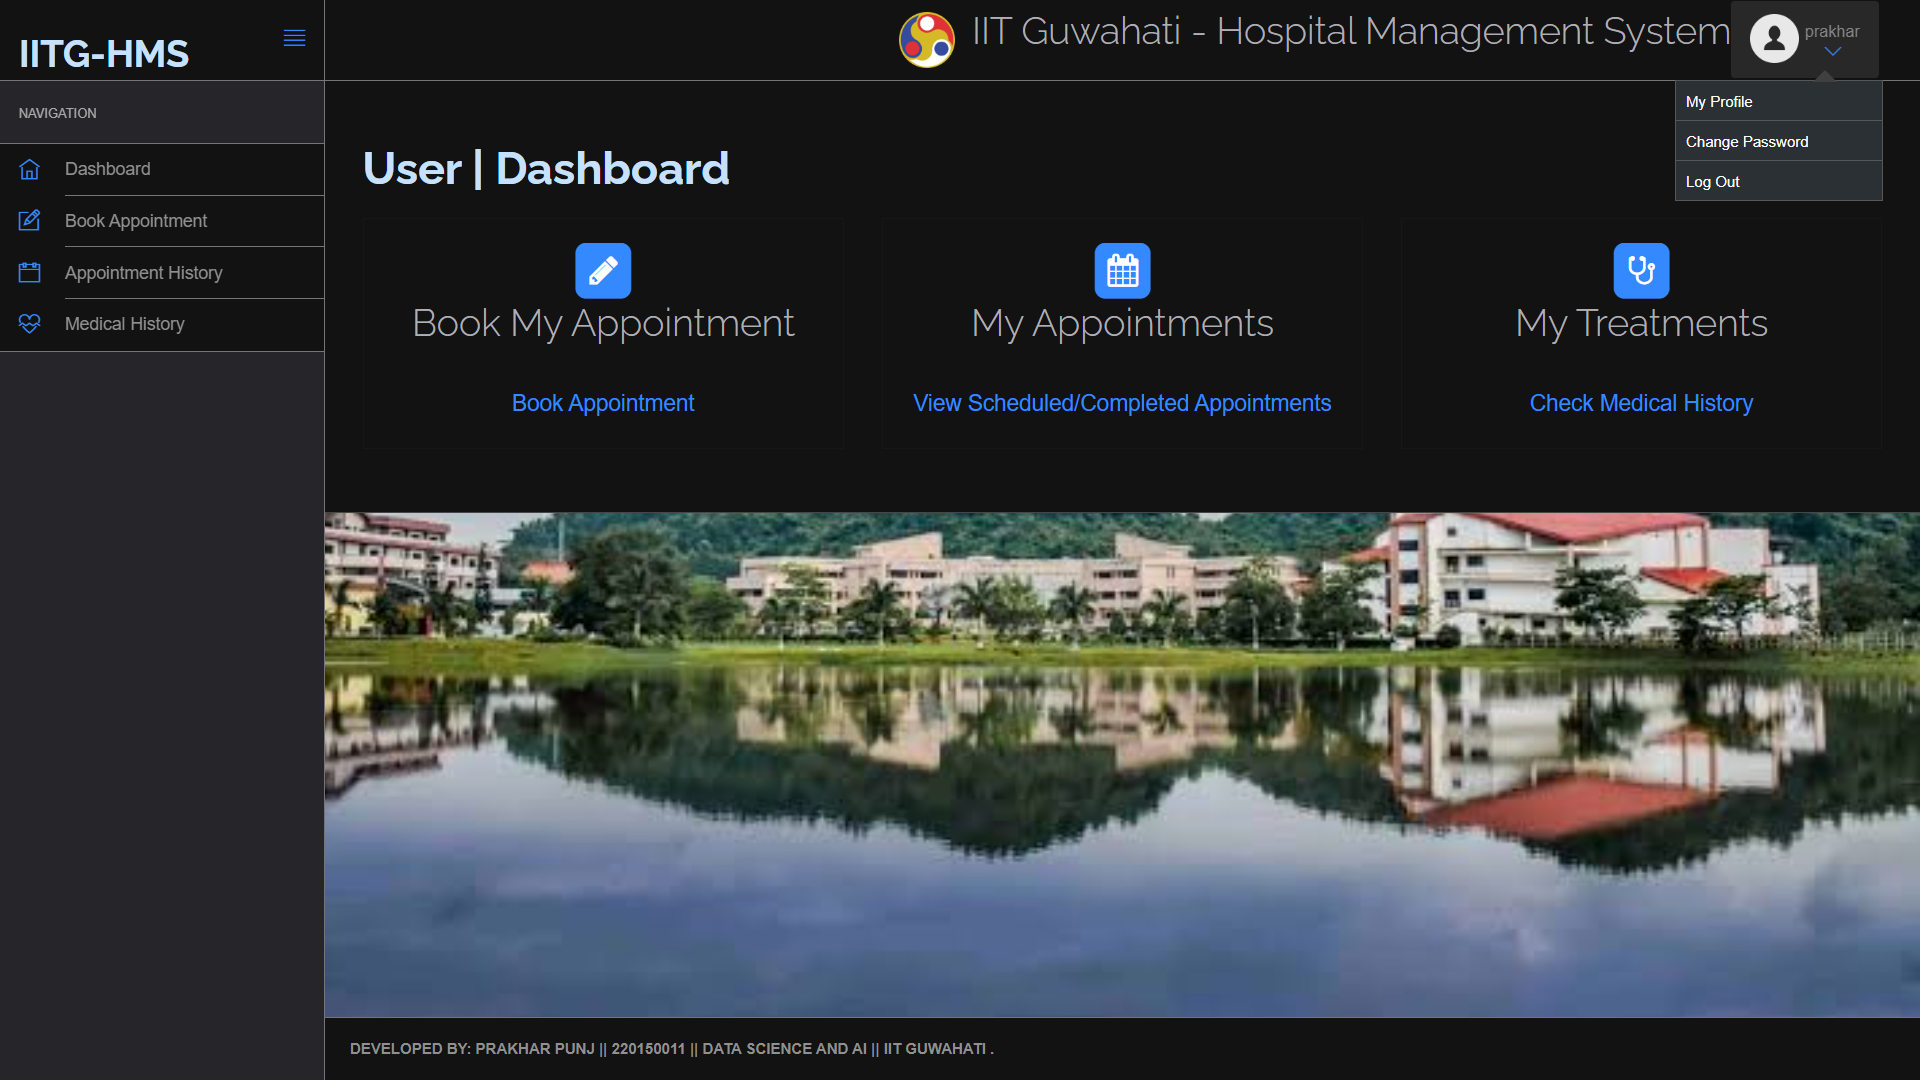 IITG-HMS
IIT Guwahati - Hospital Management System
prakhar
My Profile
Change Password
Log Out
NAVIGATION
Dashboard
Book Appointment
Appointment History
Medical History
User | Dashboard
Book My Appointment
Book Appointment
My Appointments
View Scheduled/Completed Appointments
My Treatments
Check Medical History
DEVELOPED BY: PRAKHAR PUNJ || 220150011 || DATA SCIENCE AND AI || IIT GUWAHATI .